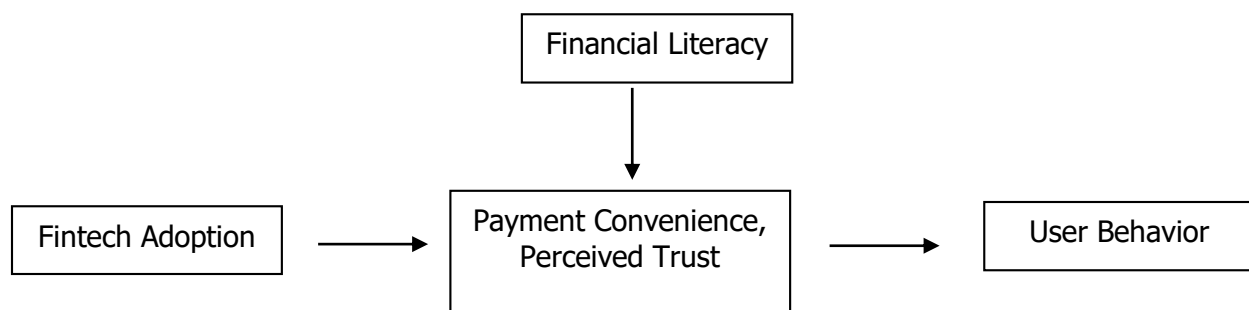 Financial Literacy
Fintech Adoption
Payment Convenience,
Perceived Trust
User Behavior